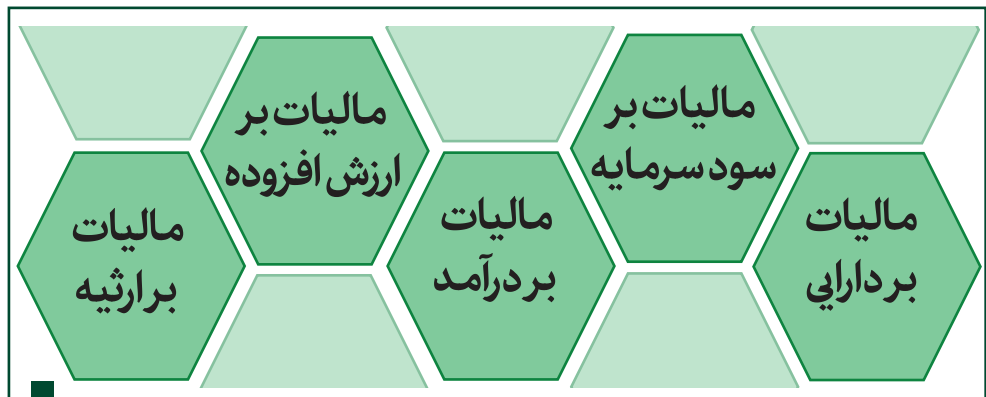 مالیات
بر دارایی
مالیات بر
سود سرمایه
مالیات
بر درآمد
مالیات بر
ارزش افزوده
مالیات
بر ارثیه